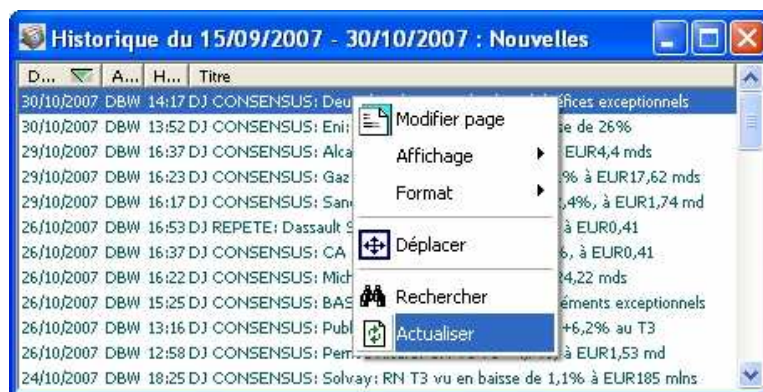 Historique du 15/09/2007 - 30/10/2007 : Nouvelles
D... A... H... Titre
30/10/2007 DBW 14:17 DJ CONSENSUS: Deu éfices exceptionnels
30/10/2007 DBW 13:52 DJ CONSENSUS: Eni: se de 26%
29/10/2007 DBW 16:37 DJ CONSENSUS: Alca EUR4,4 mds
29/10/2007 DBW 16:23 DJ CONSENSUS: Gaz % à EUR17,62 mds
29/10/2007 DBW 16:17 DJ CONSENSUS: San ,4%, à EUR1,74 md
26/10/2007 DBW 16:53 DJ REPETE: Dassault S à EUR0,41
26/10/2007 DBW 16:37 DJ CONSENSUS: CA %, à EUR0,41
26/10/2007 DBW 16:22 DJ CONSENSUS: Mich 4,22 mds
26/10/2007 DBW 15:25 DJ CONSENSUS: BAS éments exceptionnels
26/10/2007 DBW 13:16 DJ CONSENSUS: Publ +6,2% au T3
26/10/2007 DBW 12:58 DJ CONSENSUS: à EUR1,53 md
24/10/2007 DBW 18:25 DJ CONSENSUS: Solvay: RN T3 vu en baisse de 1,1% à EUR185 mlns
Modifier page
Affichage
Format
Déplacer
Rechercher
Actualiser